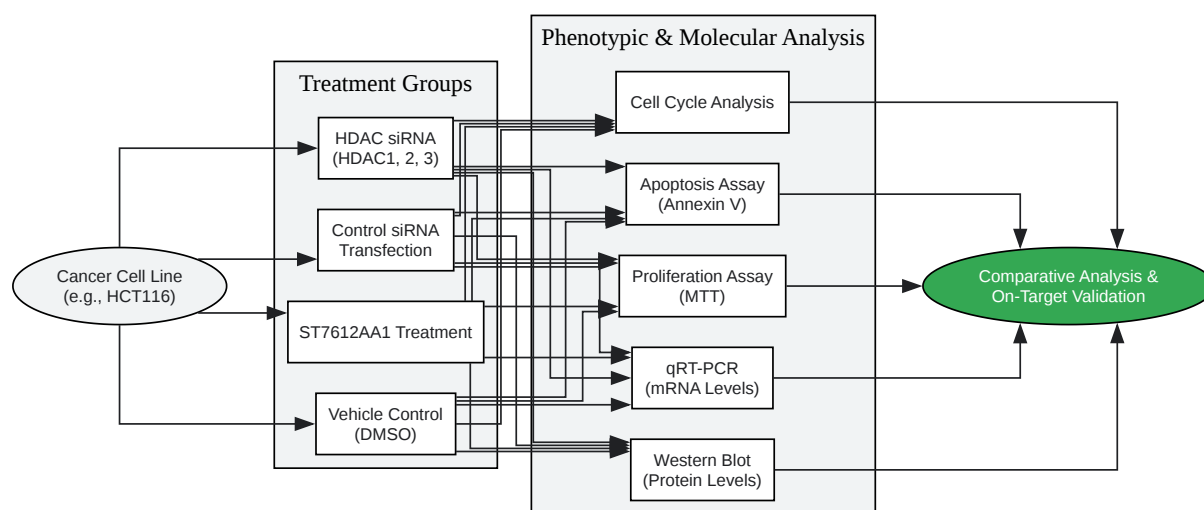 Cancer Cell Line
(e.g., HCT116)
Treatment Groups
HDAC siRNA
(HDAC1, 2, 3)
Control siRNA
Transfection
ST7612AA1 Treatment
Vehicle Control
(DMSO)
Phenotypic & Molecular Analysis
Cell Cycle Analysis
Apoptosis Assay
(Annexin V)
Proliferation Assay
(MTT)
qRT-PCR
(mRNA Levels)
Western Blot
(Protein Levels)
Comparative Analysis &
On-Target Validation